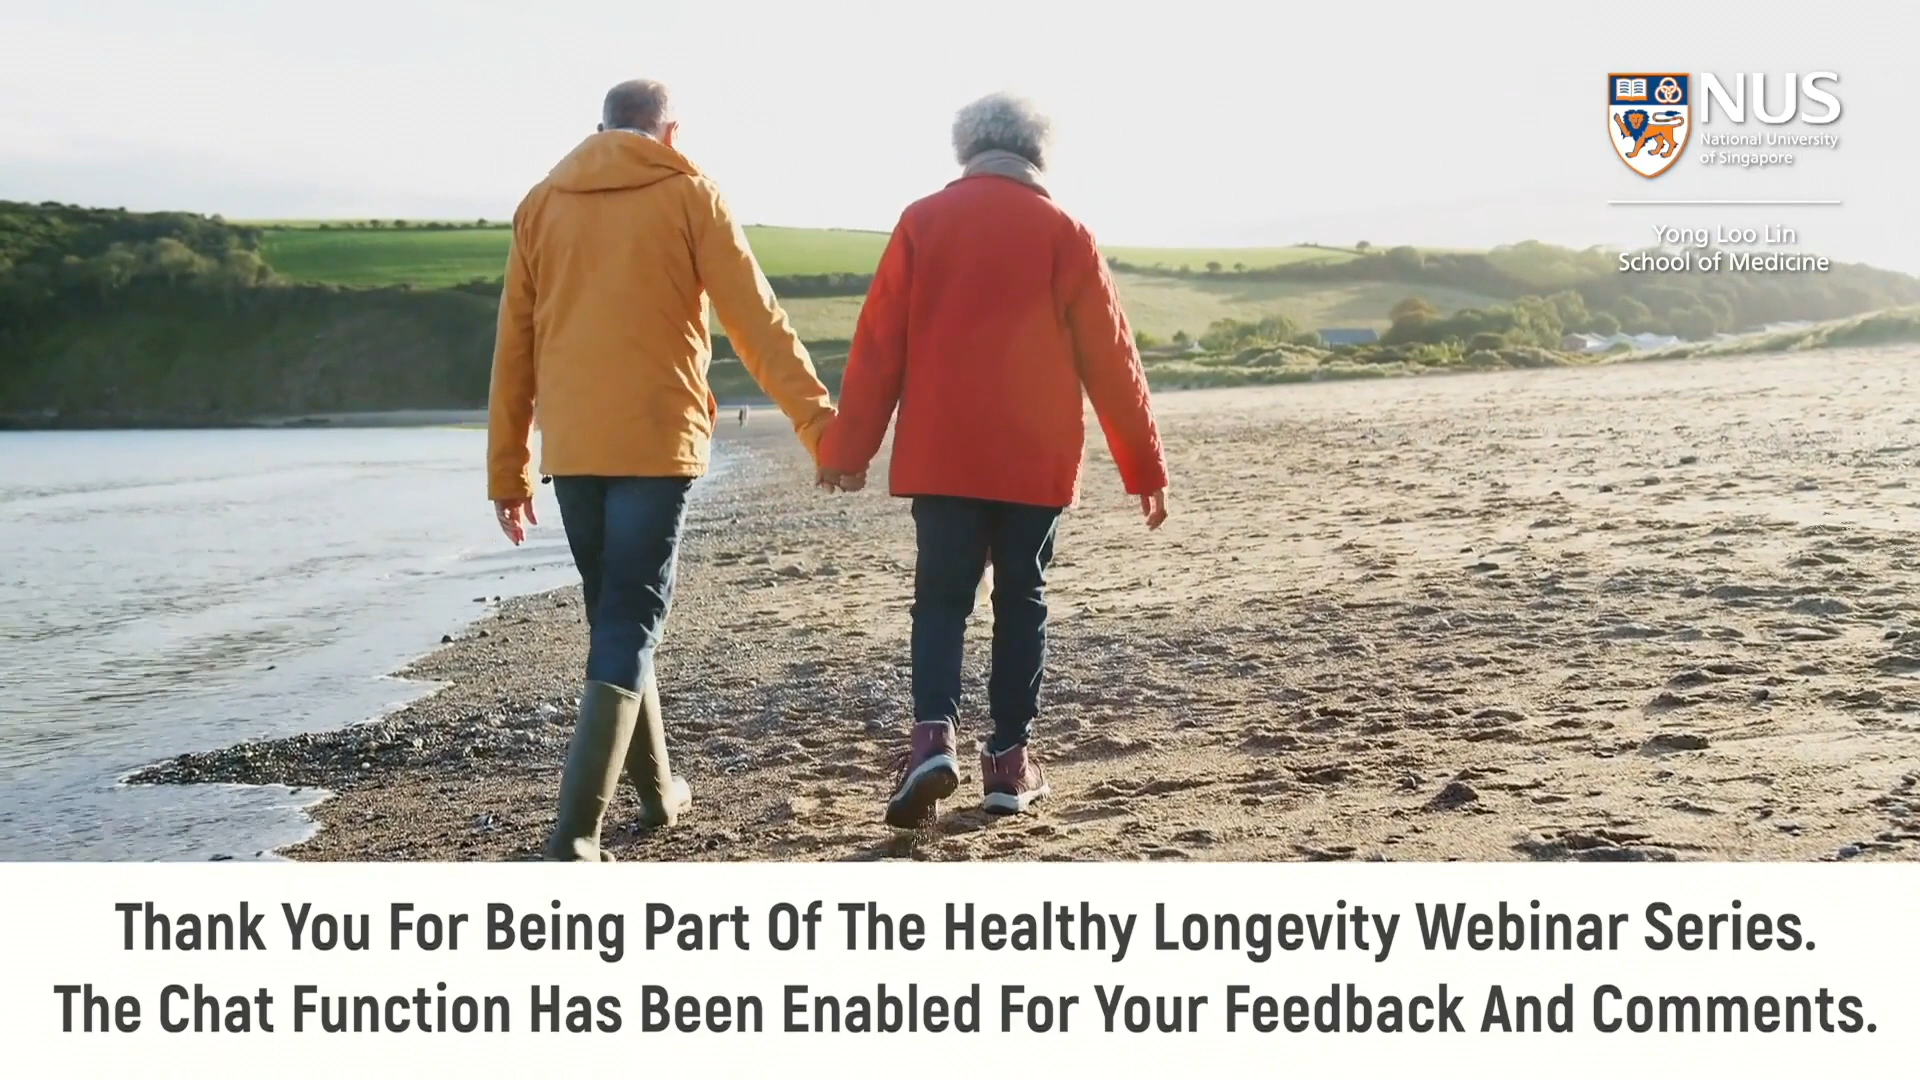 NUS
National University
of Singapore
Yong Loo Lin
School of Medicine
Thank You For Being Part Of The Healthy Longevity Webinar Series.
The Chat Function Has Been Enabled For Your Feedback And Comments.